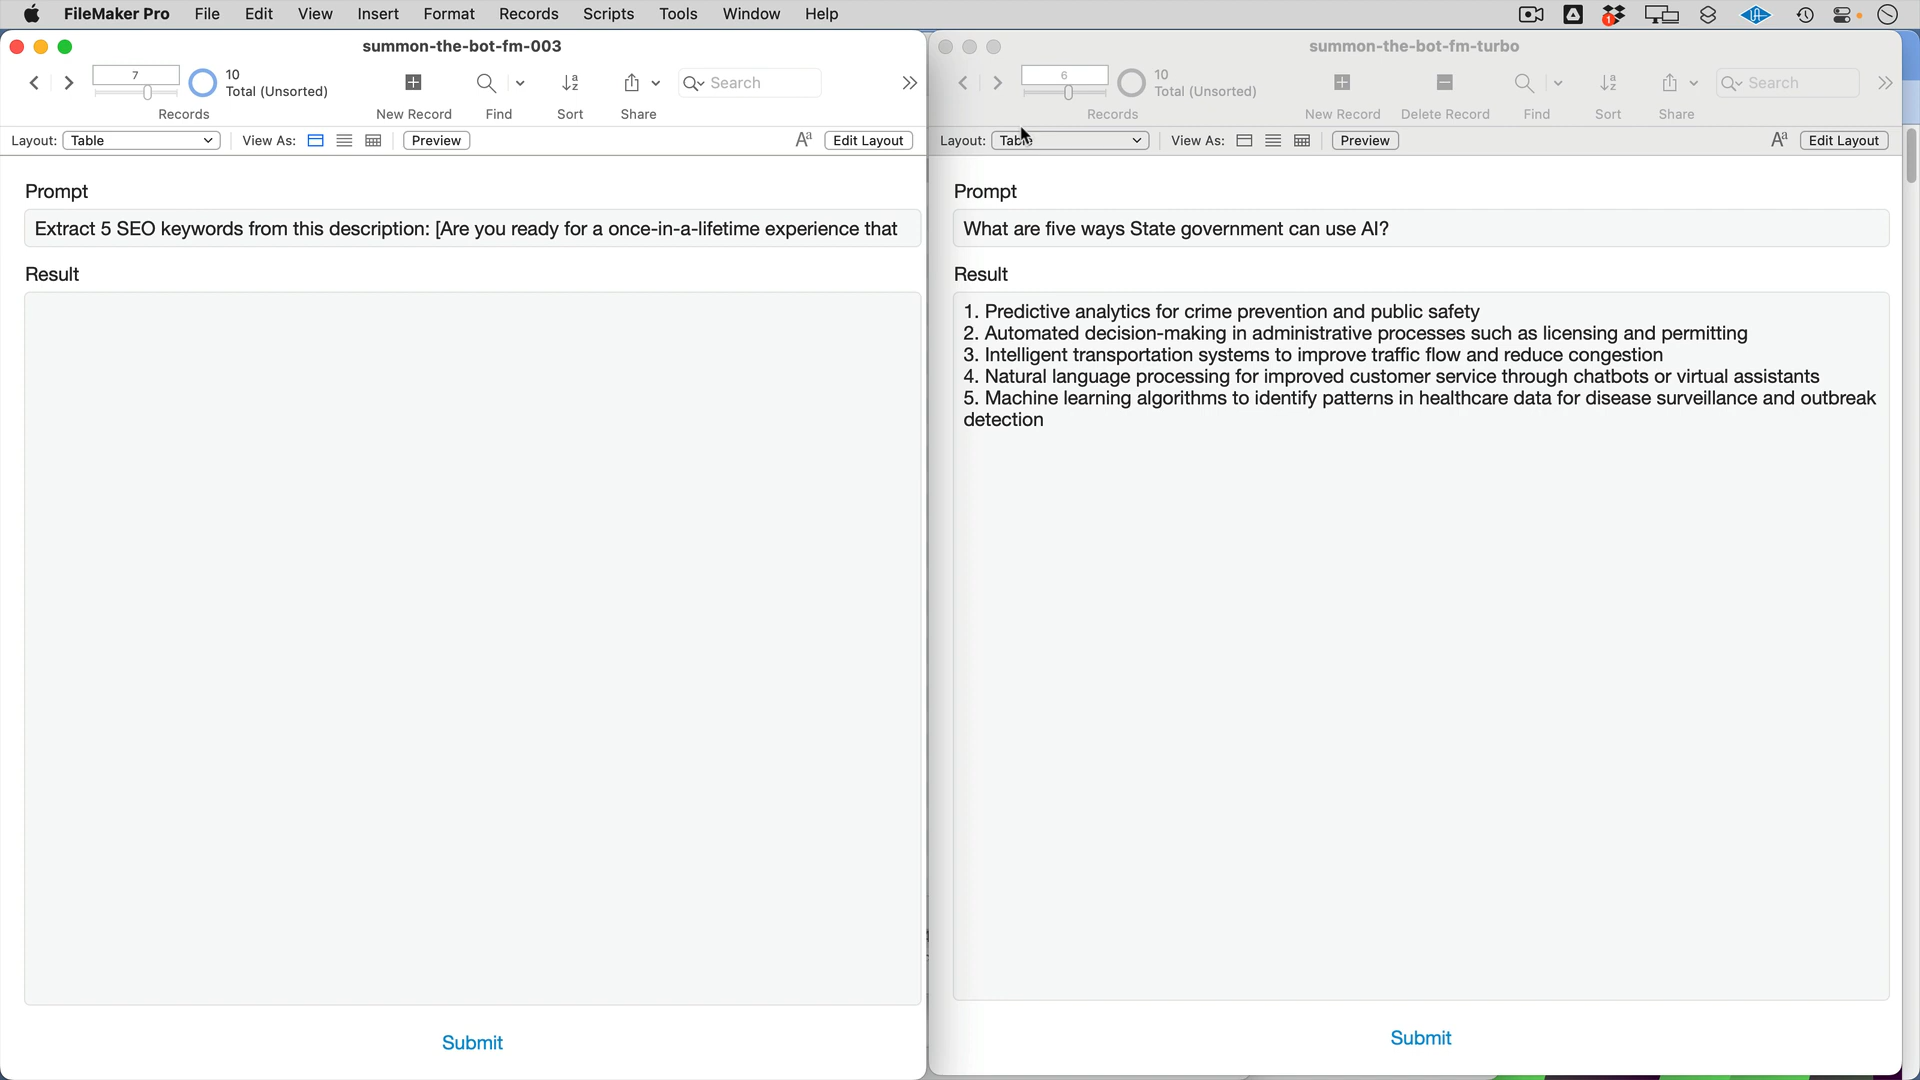 FileMaker Pro File Edit View Insert Format Records Scripts Tools Window Help
1
summon-the-bot-fm-003
7
10
Total (Unsorted)
Search
Records
New Record
Find
Sort
Share
Layout: Table
View As:
Preview
Aa
Edit Layout
Prompt
Extract 5 SEO keywords from this description: [Are you ready for a once-in-a-lifetime experience that
Result
Submit
summon-the-bot-fm-turbo
6
10
Total (Unsorted)
Search
Records
New Record
Delete Record
Find
Sort
Share
Layout: Table
View As:
Preview
Aa
Edit Layout
Prompt
What are five ways State government can use AI?
Result
1. Predictive analytics for crime prevention and public safety
2. Automated decision-making in administrative processes such as licensing and permitting
3. Intelligent transportation systems to improve traffic flow and reduce congestion
4. Natural language processing for improved customer service through chatbots or virtual assistants
5. Machine learning algorithms to identify patterns in healthcare data for disease surveillance and outbreak
detection
Submit